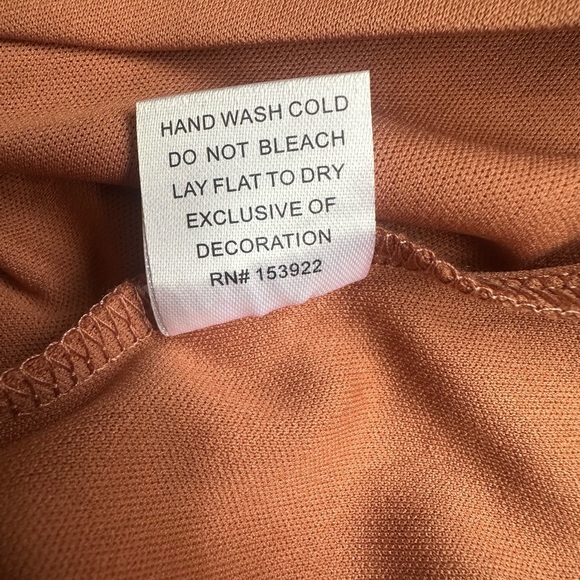 HAND WASH COLD
DO NOT BLEACH
LAY FLAT TO DRY
EXCLUSIVE OF
DECORATION
RN# 153922